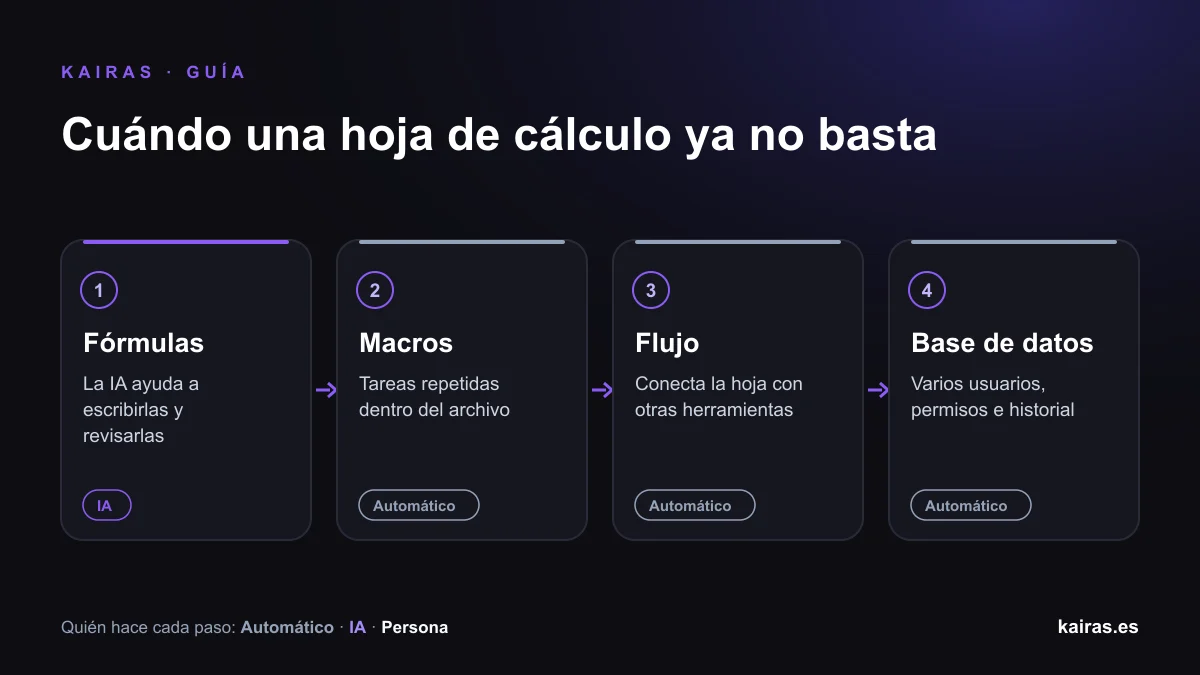 KAIRAS · GUÍA
Cuándo una hoja de cálculo ya no basta
1
Fórmulas
La IA ayuda a
escribirlas y
revisarlas
IA
2
Macros
Tareas repetidas
dentro del archivo
Automático
3
Flujo
Conecta la hoja con
otras herramientas
Automático
4
Base de datos
Varios usuarios,
permisos e historial
Automático
Quién hace cada paso: Automático · IA · Persona
kairas.es